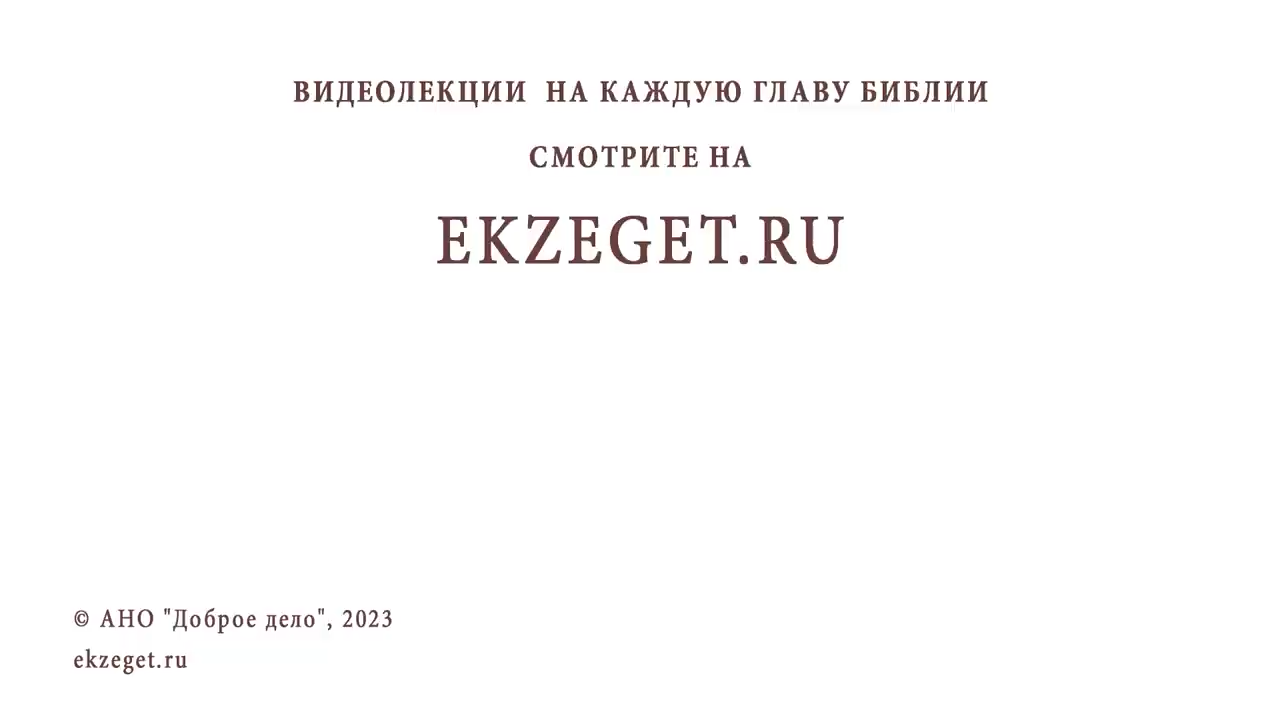 ВИДЕОЛЕКЦИИ НА КАЖДУЮ ГЛАВУ БИБЛИИ
СМОТРИТЕ НА
EKZEGET.RU
© АНО "Доброе дело", 2023
ekzeget.ru